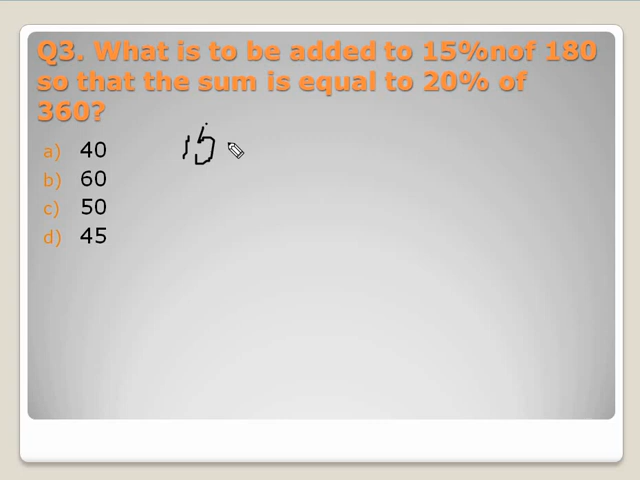 Q3. What is to be added to 15%nof 180
so that the sum is equal to 20% of
360?
a) 40
15
b) 60
c) 50
d) 45